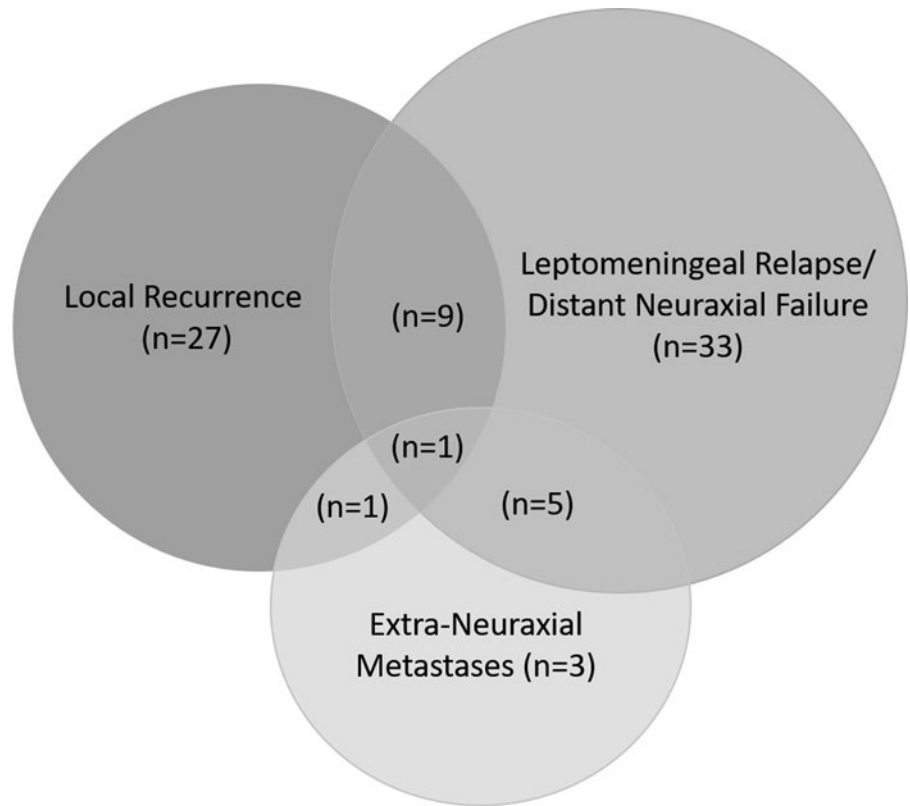 Local Recurrence
(n=27)
(n=9)
Leptomeningeal Relapse/
Distant Neuraxial Failure
(n=33)
(n=1)
(n=1)
(n=5)
Extra-Neuraxial
Metastases (n=3)